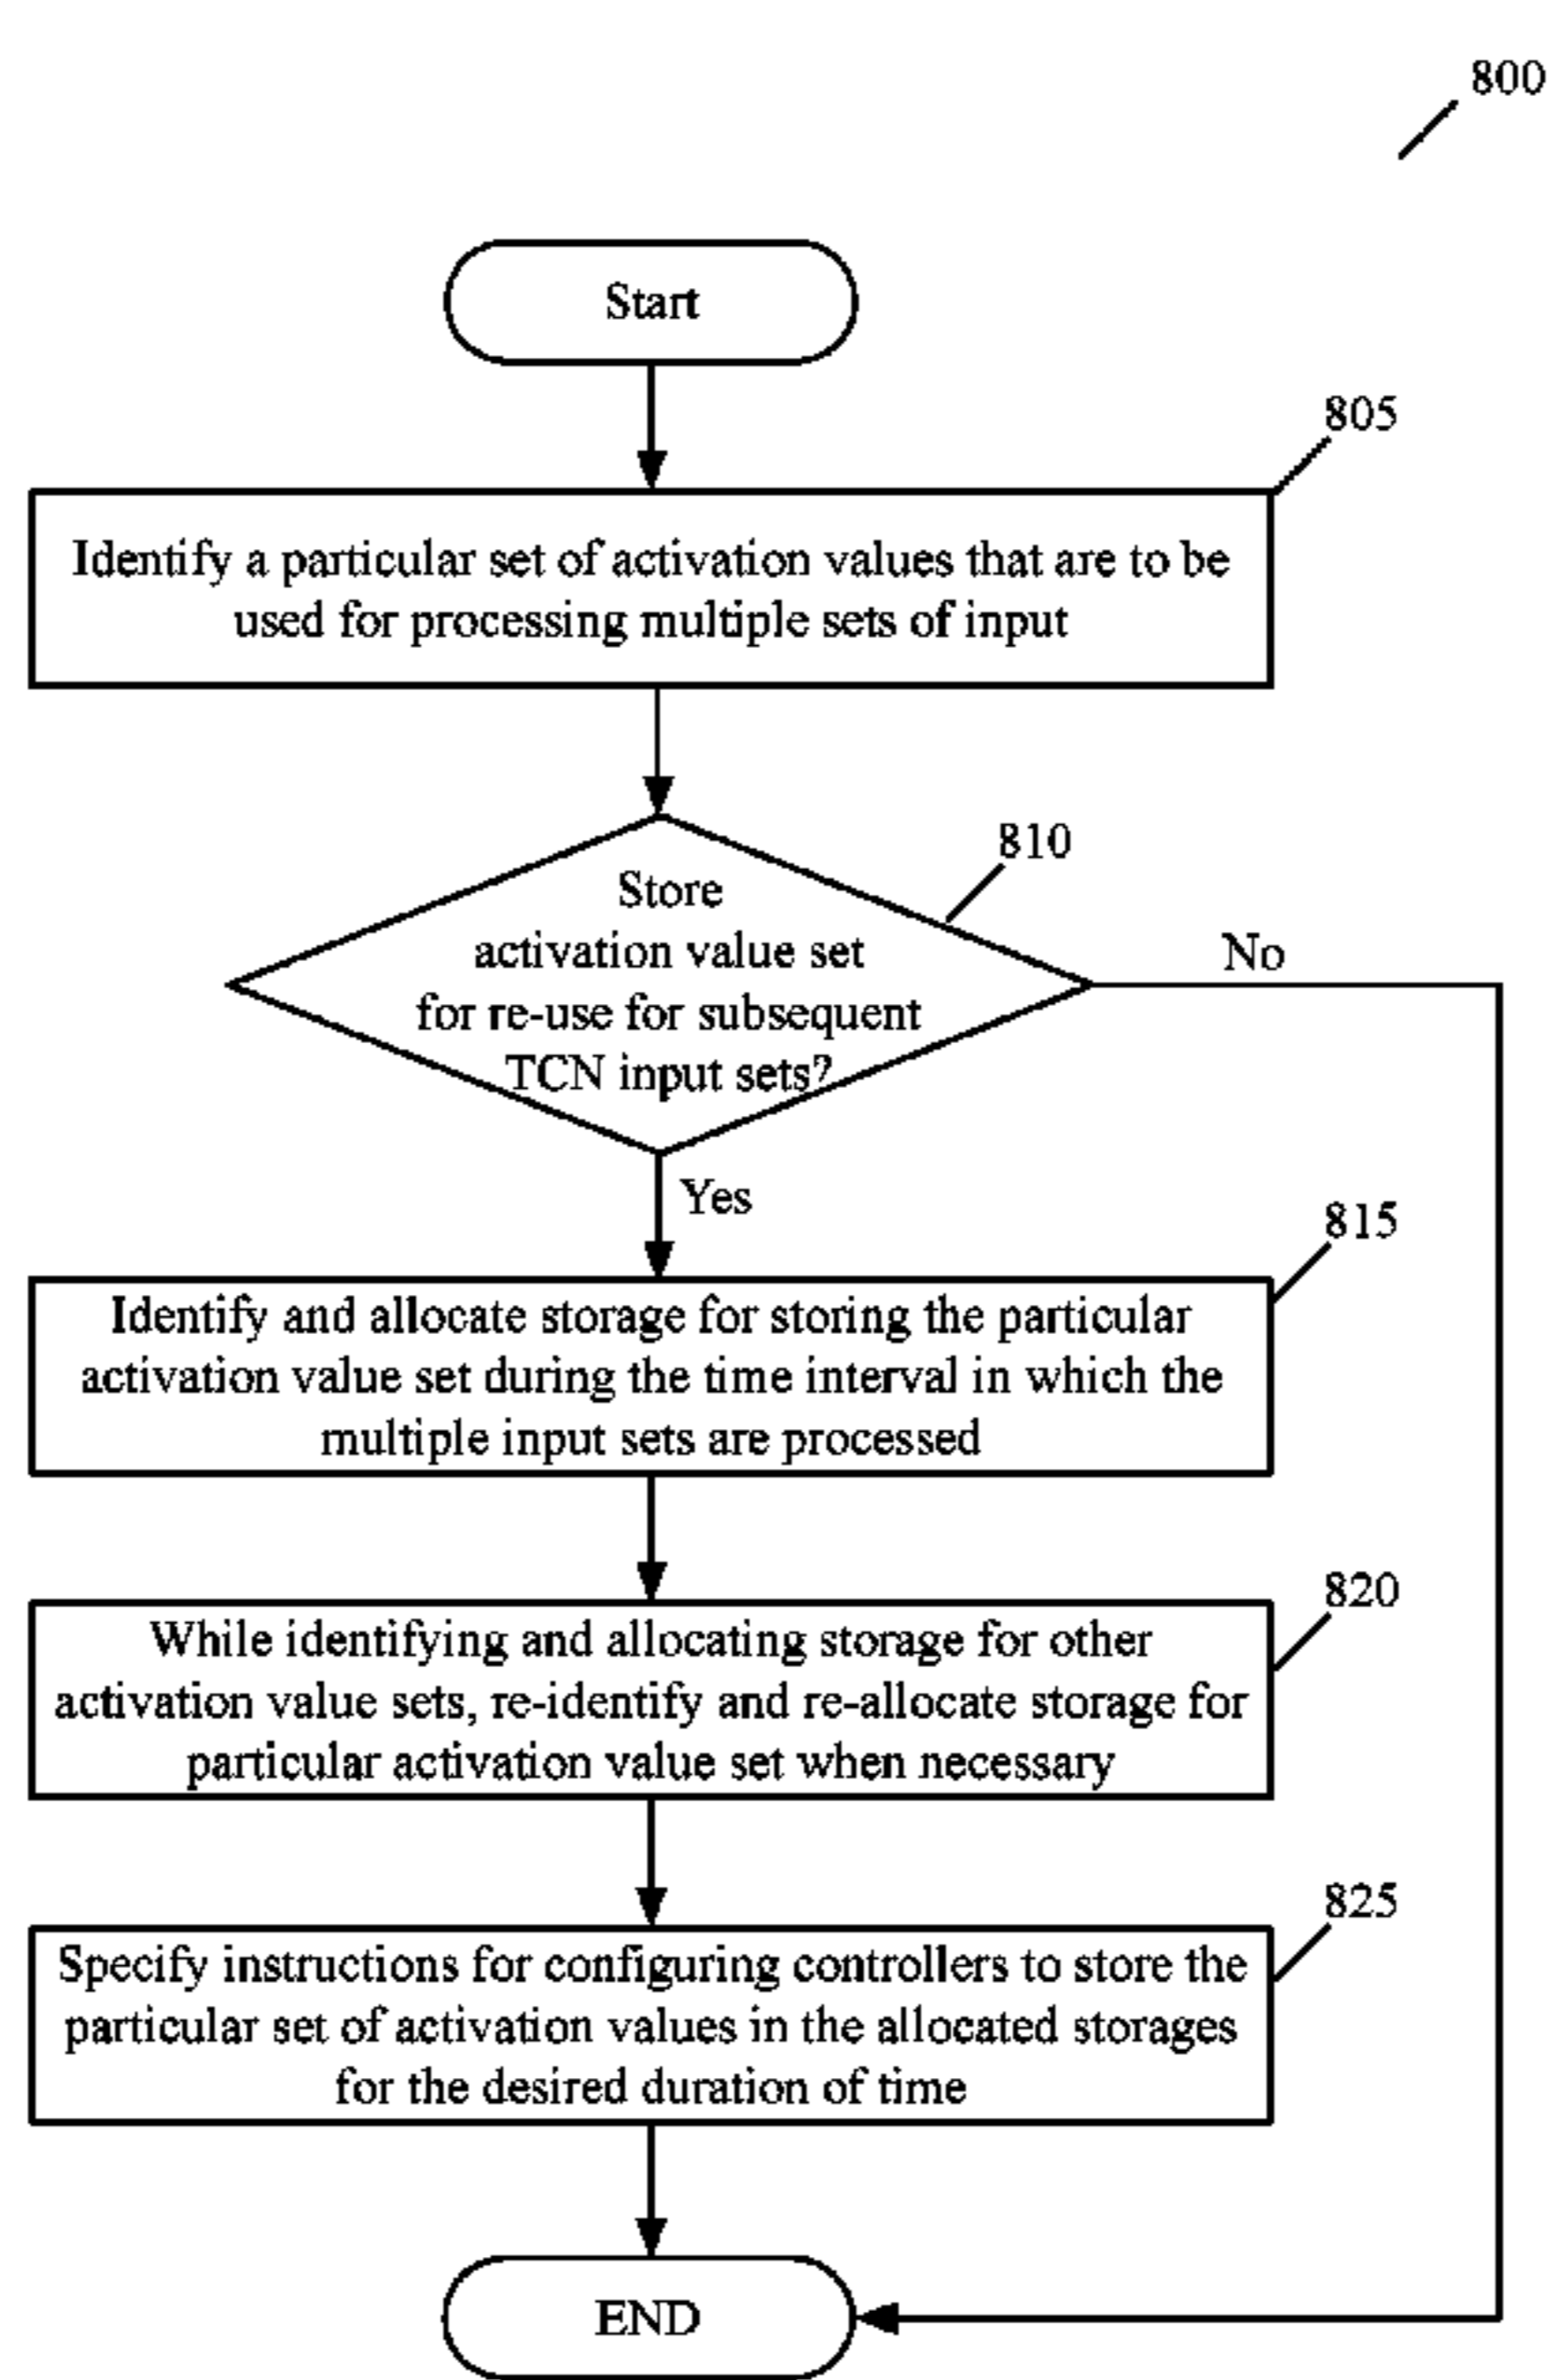 800
Start
805
Identify a particular set of activation values that are to be
used for processing multiple sets of input
810
Store
activation value set
for re-use for subsequent
TCN input sets?
No
Yes
815
Identify and allocate storage for storing the particular
activation value set during the time interval in which the
multiple input sets are processed
820
While identifying and allocating storage for other
activation value sets, re-identify and re-allocate storage for
particular activation value set when necessary
825
Specify instructions for configuring controllers to store the
particular set of activation values in the allocated storages
for the desired duration of time
END